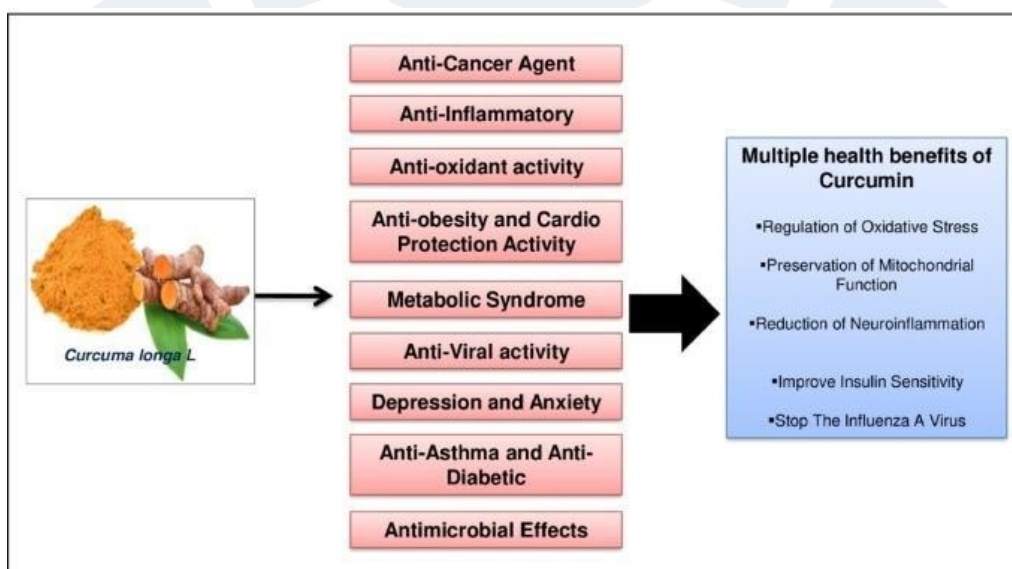 Curcuma longa L
Anti-Cancer Agent
Anti-Inflammatory
Anti-oxidant activity
Anti-obesity and Cardio
Protection Activity
Metabolic Syndrome
Anti-Viral activity
Depression and Anxiety
Anti-Asthma and Anti-
Diabetic
Antimicrobial Effects
Multiple health benefits of
Curcumin
▪Regulation of Oxidative Stress
▪Preservation of Mitochondrial
Function
▪Reduction of Neuroinflammation
▪Improve Insulin Sensitivity
▪Stop The Influenza A Virus